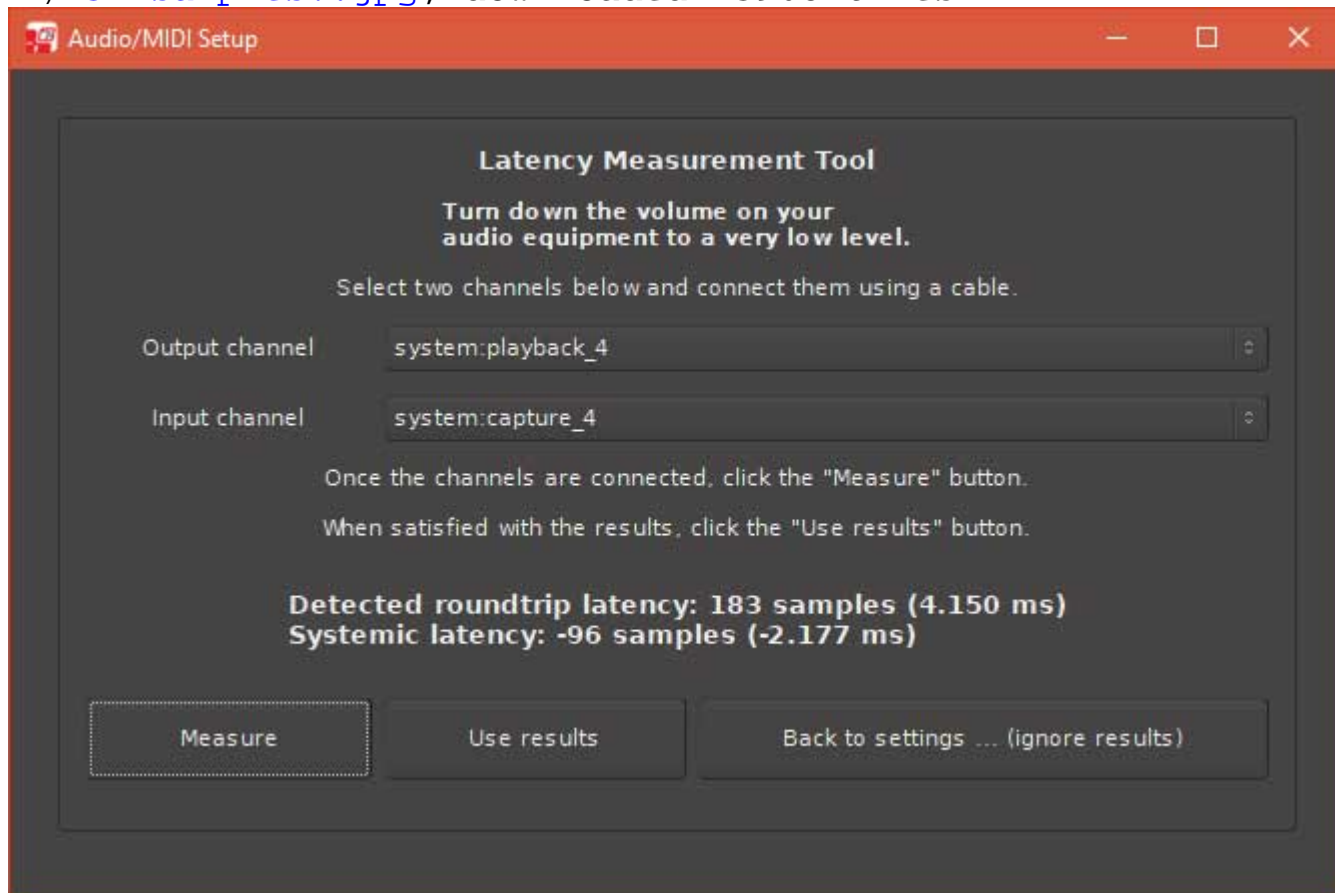 Audio/MIDI Setup
Latency Measurement Tool
Turn down the volume on your
audio equipment to a very low level.
Select two channels below and connect them using a cable.
Output channel system:playback_4
Input channel system:capture_4
Once the channels are connected, click the "Measure" button.
When satisfied with the results, click the "Use results" button.
Detected roundtrip latency: 183 samples (4.150 ms)
Systemic latency: -96 samples (-2.177 ms)
Measure Use results Back to settings ... (ignore results)